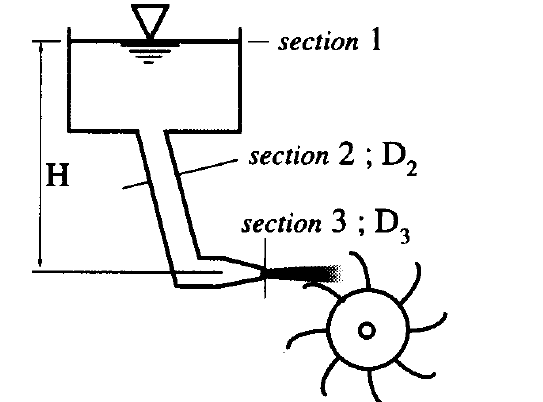 section 1
H
section 2 ; D₂
section 3 ; D₃